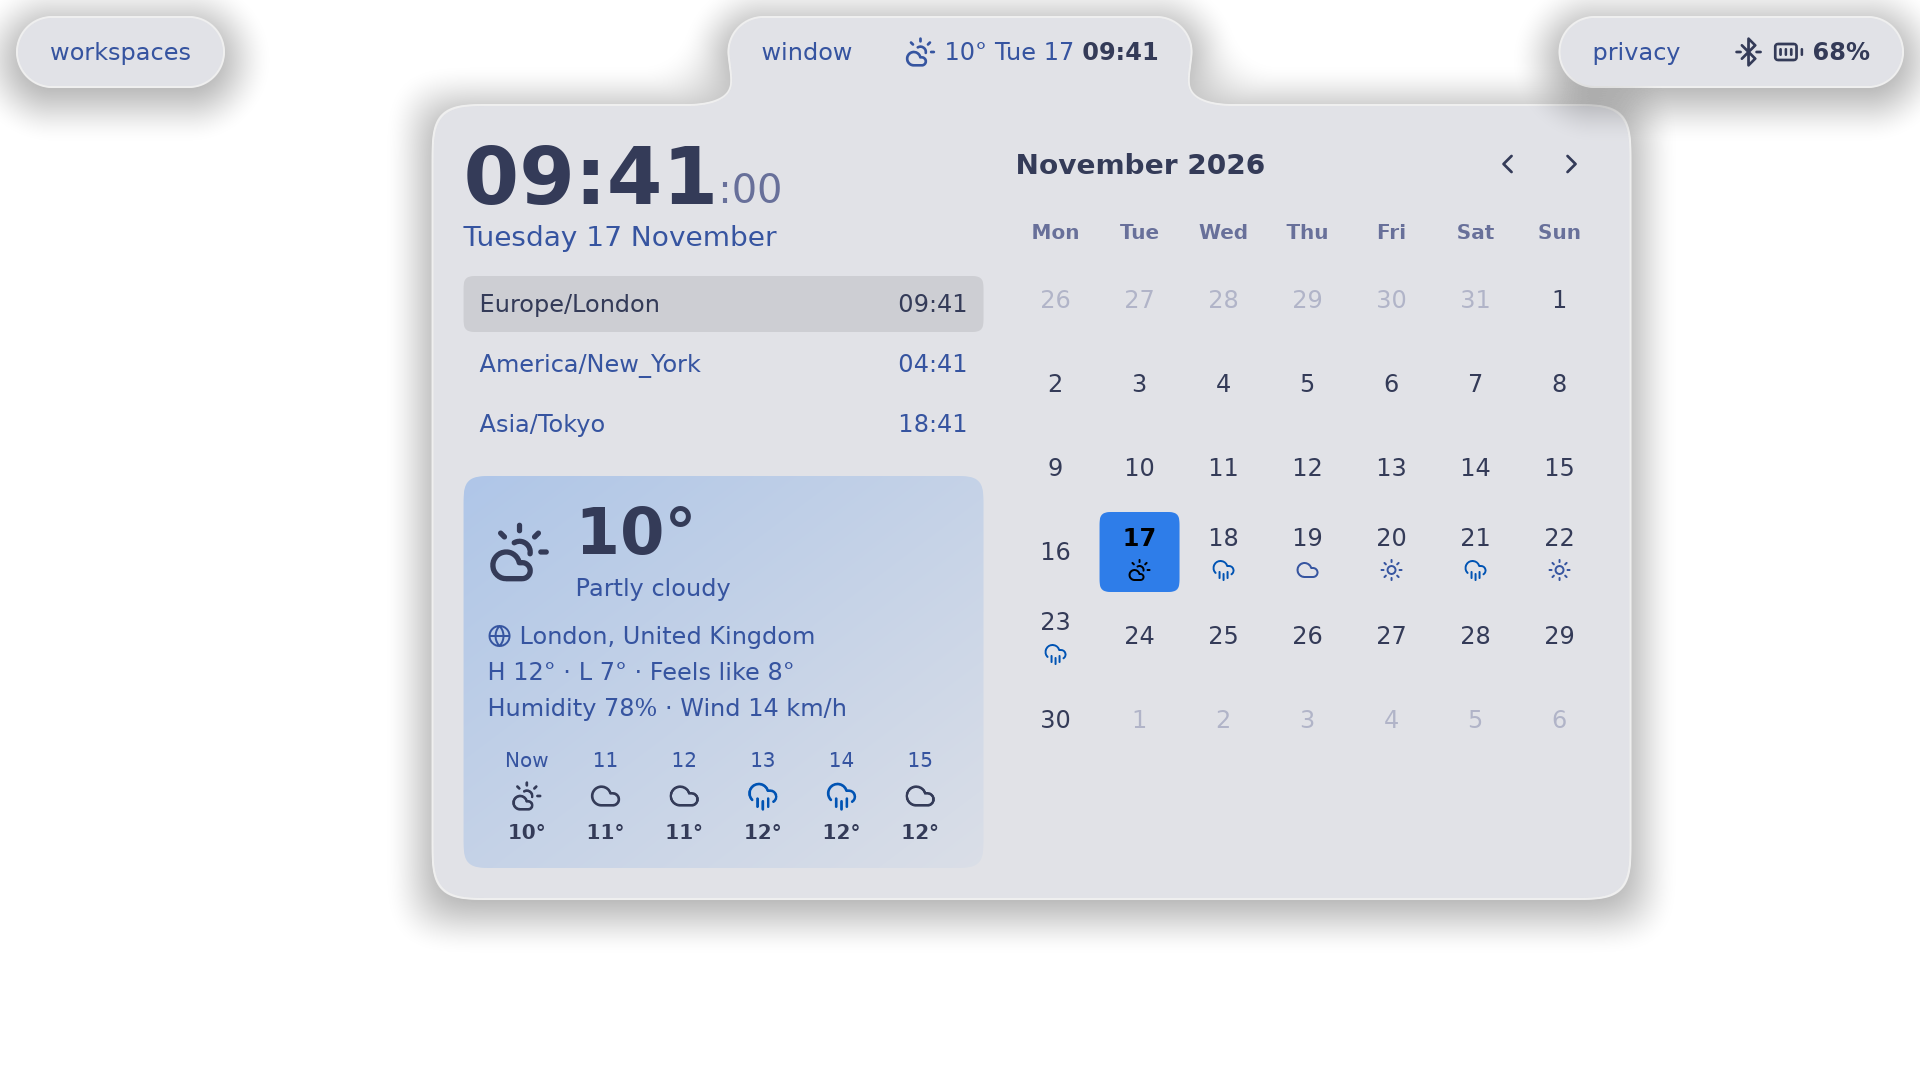 workspaces
window 10° Tue 17 09:41
privacy 68%
09:41:00
Tuesday 17 November
Europe/London 09:41
America/New_York 04:41
Asia/Tokyo 18:41
10°
Partly cloudy
London, United Kingdom
H 12° · L 7° · Feels like 8°
Humidity 78% · Wind 14 km/h
Now 11 12 13 14 15
10° 11° 11° 12° 12° 12°
November 2026
Mon Tue Wed Thu Fri Sat Sun
26 27 28 29 30 31 1
2 3 4 5 6 7 8
9 10 11 12 13 14 15
16 17 18 19 20 21 22
23 24 25 26 27 28 29
30 1 2 3 4 5 6